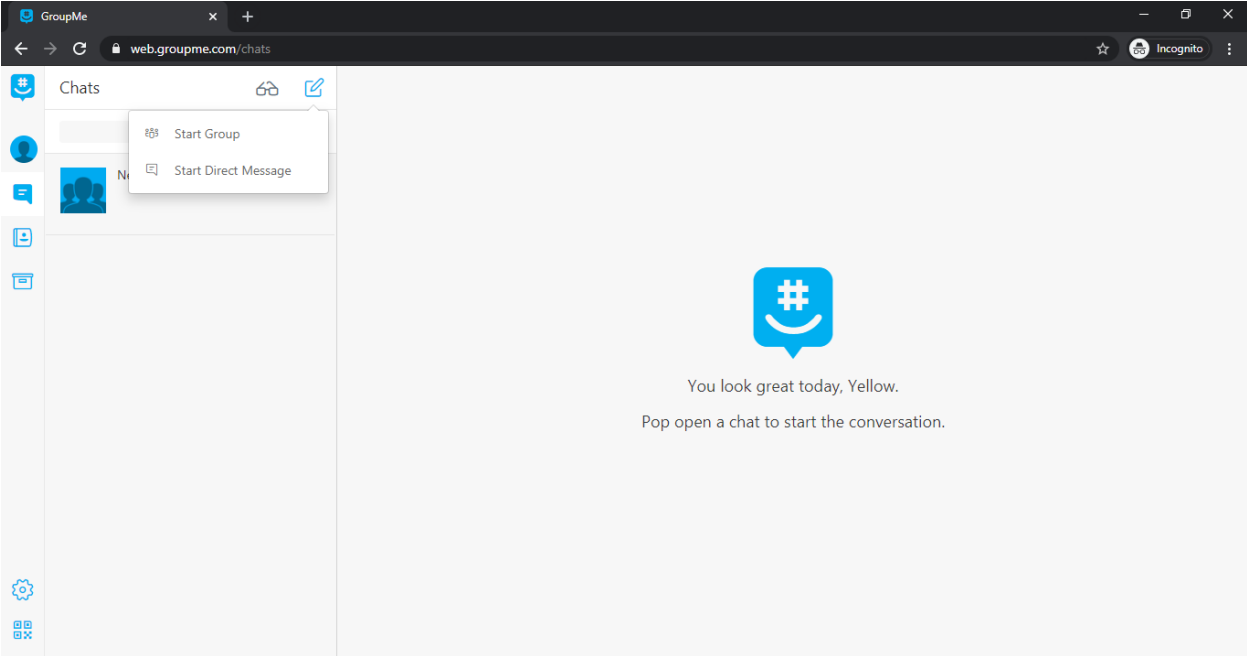 GroupMe
web.groupme.com/chats
Incognito
Chats
Start Group
Start Direct Message
You look great today, Yellow.
Pop open a chat to start the conversation.